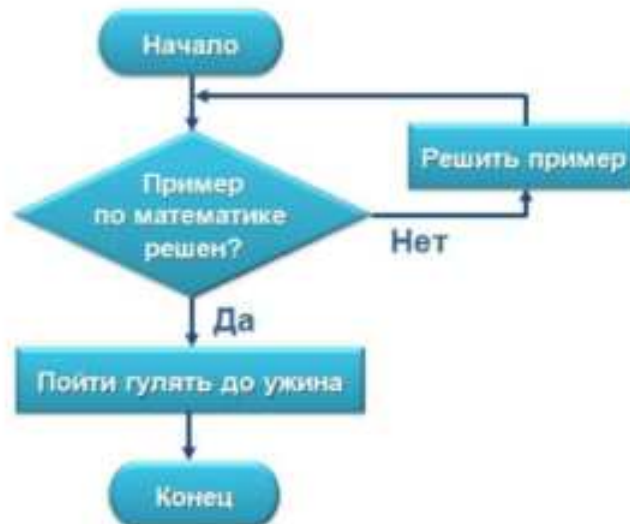 Начало
Решить пример
Пример
по математике
решен?
Нет
Да
Пойти гулять до ужина
Конец